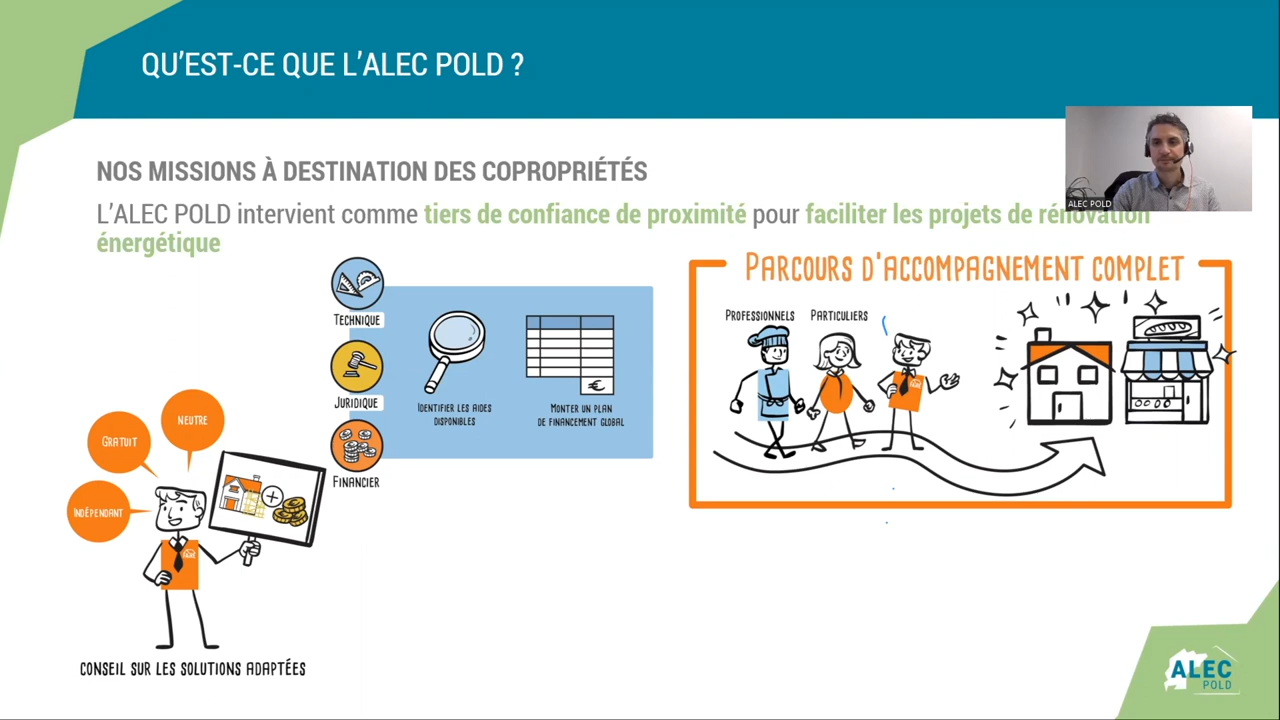 QU'EST-CE QUE L'ALEC POLD ?
NOS MISSIONS À DESTINATION DES COPROPRIÉTÉS
L'ALEC POLD intervient comme tiers de confiance de proximité pour faciliter les projets de rénovation
énergétique
ALEC POLD
TECHNIQUE
JURIDIQUE
FINANCIER
IDENTIFIER LES AIDES
DISPONIBLES
€
MONTER UN PLAN
DE FINANCEMENT GLOBAL
PARCOURS D'ACCOMPAGNEMENT COMPLET
PROFESSIONNELS
PARTICULIERS
FAIRE
NEUTRE
GRATUIT
INDÉPENDANT
FAIRE
CONSEIL SUR LES SOLUTIONS ADAPTÉES
ALEC
POLD